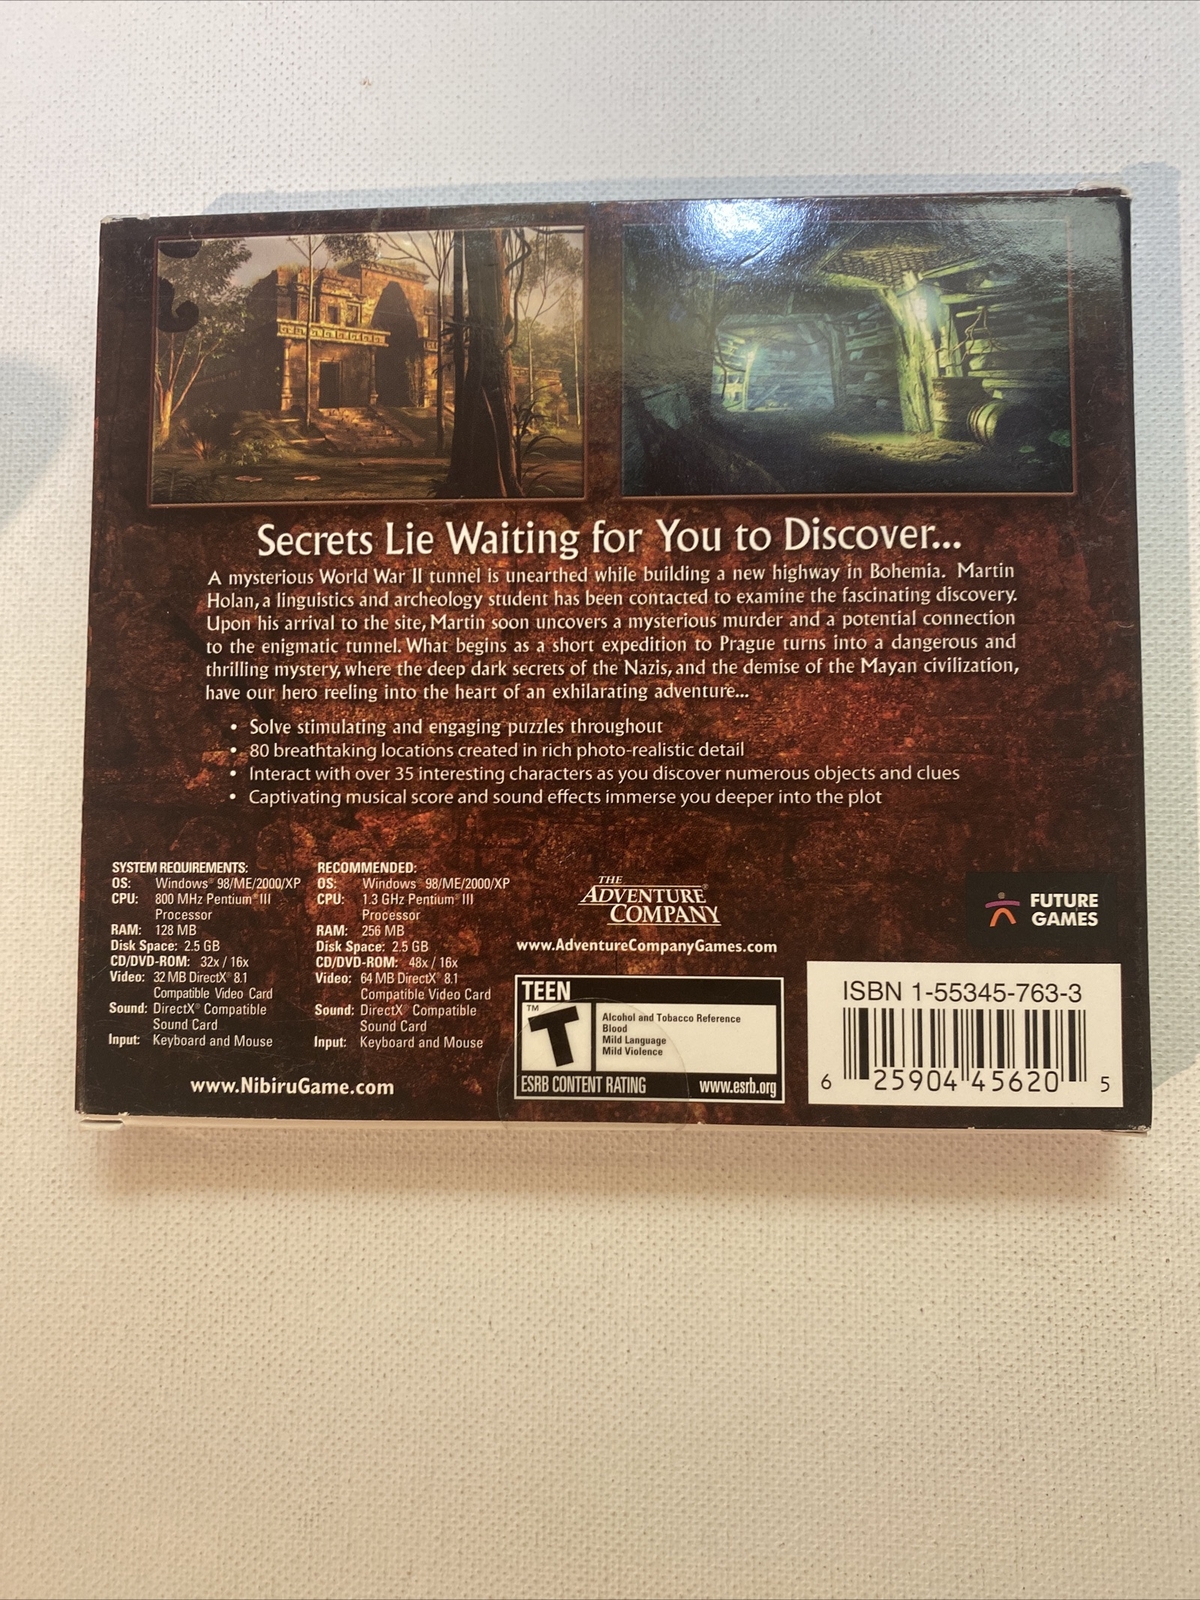 Secrets Lie Waiting for You to Discover...
A mysterious World War II tunnel is unearthed while building a new highway in Bohemia. Martin
Holan, a linguistics and archeology student has been contacted to examine the fascinating discovery.
Upon his arrival to the site, Martin soon uncovers a mysterious murder and a potential connection
to the enigmatic tunnel. What begins as a short expedition to Prague turns into a dangerous and
thrilling mystery, where the deep dark secrets of the Nazis, and the demise of the Mayan civilization,
have our hero reeling into the heart of an exhilarating adventure...
• Solve stimulating and engaging puzzles throughout
• 80 breathtaking locations created in rich photo-realistic detail
• Interact with over 35 interesting characters as you discover numerous objects and clues
• Captivating musical score and sound effects immerse you deeper into the plot
SYSTEM REQUIREMENTS:
OS: Windows® 98/ME/2000/XP
CPU: 800 MHz Pentium® III
Processor
RAM: 128 MB
Disk Space: 2.5 GB
CD/DVD-ROM: 32x / 16x
Video: 32 MB DirectX® 8.1
Compatible Video Card
Sound: DirectX® Compatible
Sound Card
Input: Keyboard and Mouse
RECOMMENDED:
OS: Windows® 98/ME/2000/XP
CPU: 1.3 GHz Pentium® III
Processor
RAM: 256 MB
Disk Space: 2.5 GB
CD/DVD-ROM: 48x / 16x
Video: 64 MB DirectX® 8.1
Compatible Video Card
Sound: DirectX® Compatible
Sound Card
Input: Keyboard and Mouse
www.NibiruGame.com
THE
ADVENTURE®
COMPANY
www.AdventureCompanyGames.com
TEEN
T™
Alcohol and Tobacco Reference
Blood
Mild Language
Mild Violence
ESRB CONTENT RATING www.esrb.org
FUTURE
GAMES
ISBN 1-55345-763-3
6 25904 45620 5